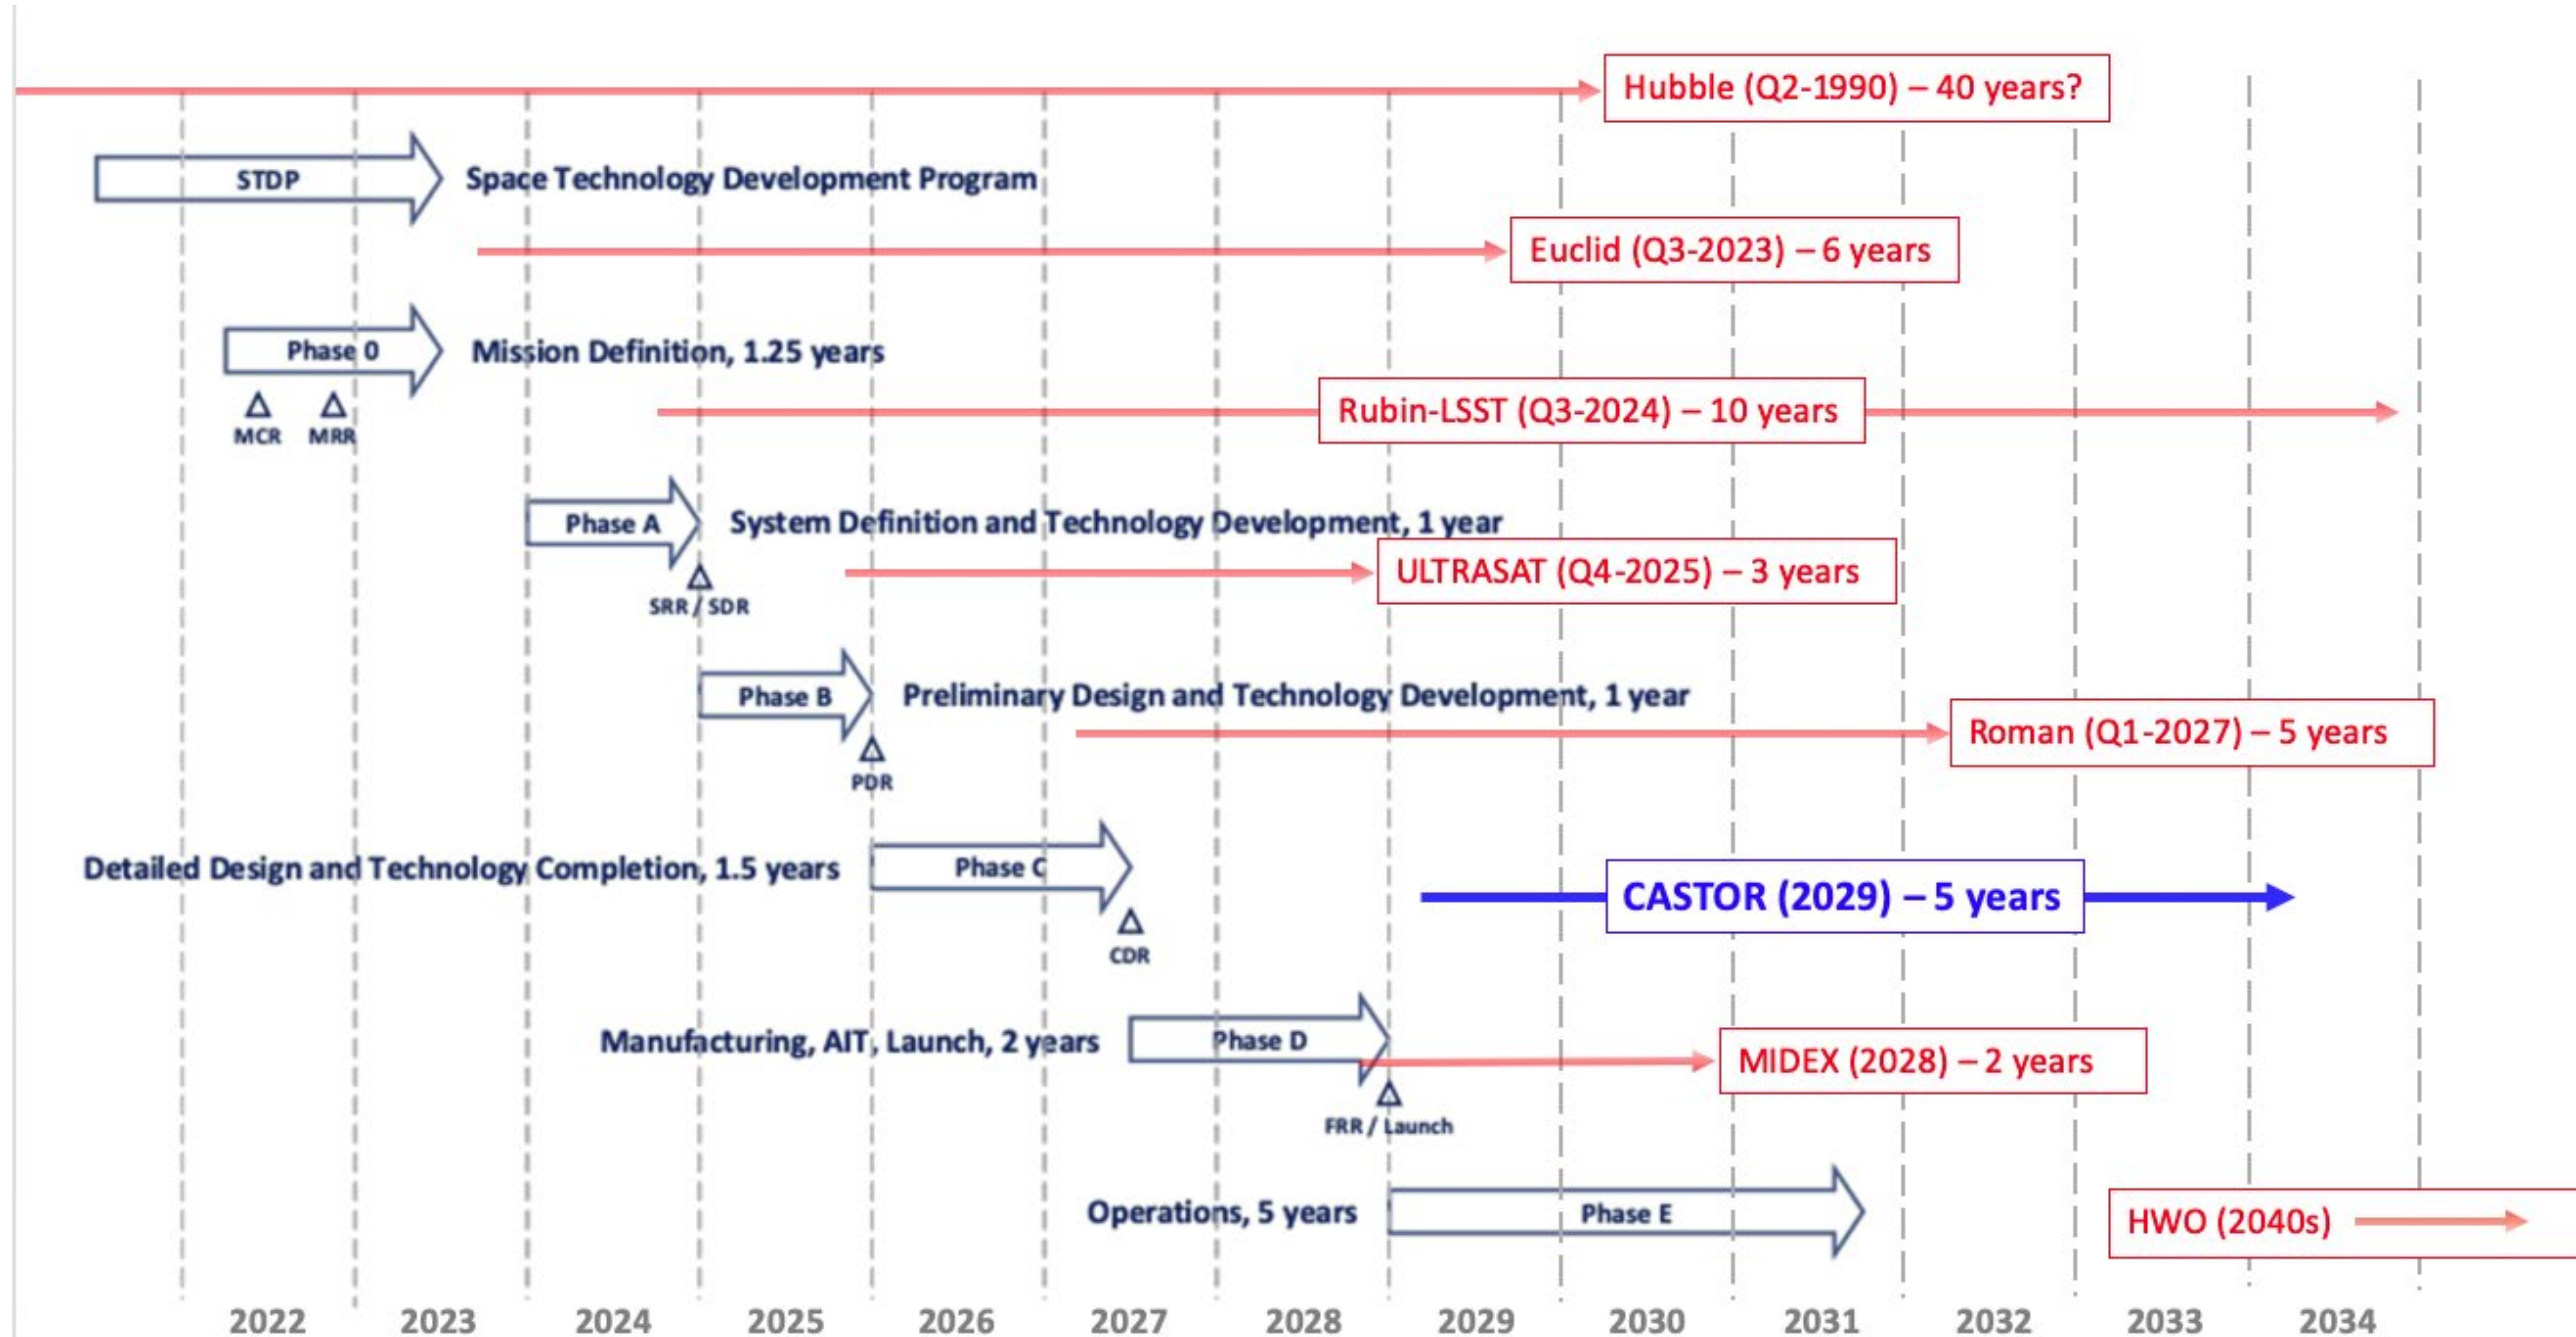 Hubble (Q2-1990) – 40 years?
STDP
Space Technology Development Program
Euclid (Q3-2023) – 6 years
Phase 0
Mission Definition, 1.25 years
MCR
MRR
Rubin-LSST (Q3-2024) – 10 years
Phase A
System Definition and Technology Development, 1 year
ULTRASAT (Q4-2025) – 3 years
SRR / SDR
Phase B
Preliminary Design and Technology Development, 1 year
Roman (Q1-2027) – 5 years
PDR
Detailed Design and Technology Completion, 1.5 years
Phase C
CASTOR (2029) – 5 years
CDR
Manufacturing, AIT, Launch, 2 years
Phase D
MIDEX (2028) – 2 years
FRR / Launch
Operations, 5 years
Phase E
HWO (2040s)
2022 2023 2024 2025 2026 2027 2028 2029 2030 2031 2032 2033 2034